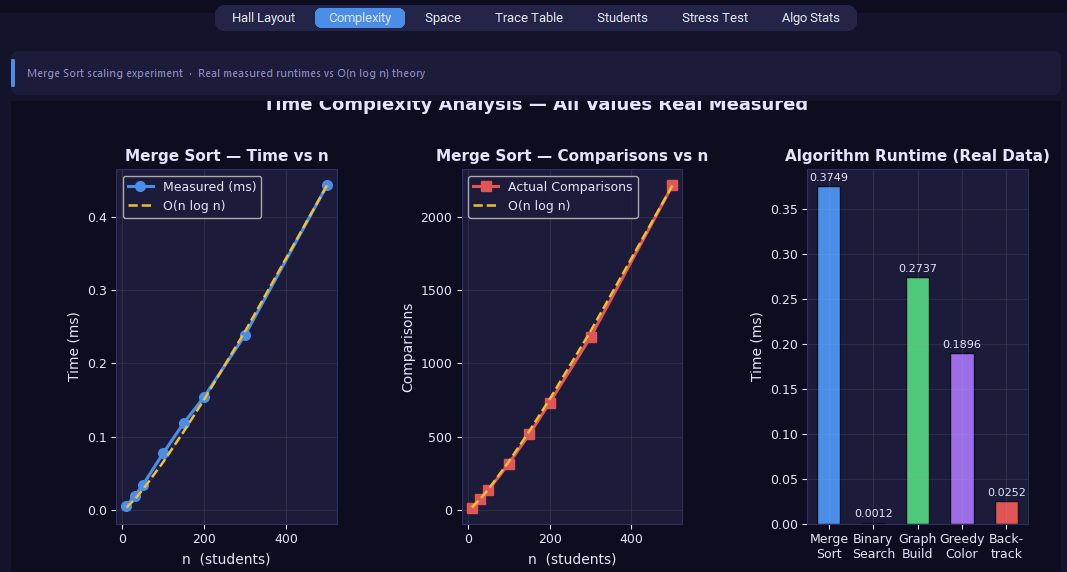 Hall Layout Complexity Space Trace Table Students Stress Test Algo Stats
Merge Sort scaling experiment · Real measured runtimes vs O(n log n) theory
Time Complexity Analysis — All Values Real Measured
Merge Sort — Time vs n
Measured (ms)
O(n log n)
Time (ms)
0.4
0.3
0.2
0.1
0.0
0 200 400
n (students)
Merge Sort — Comparisons vs n
Actual Comparisons
O(n log n)
Comparisons
2000
1500
1000
500
0
0 200 400
n (students)
Algorithm Runtime (Real Data)
Time (ms)
0.35
0.30
0.25
0.20
0.15
0.10
0.05
0.00
0.3749
0.0012
0.2737
0.1896
0.0252
Merge
Sort
Binary
Search
Graph
Build
Greedy
Color
Back-
track